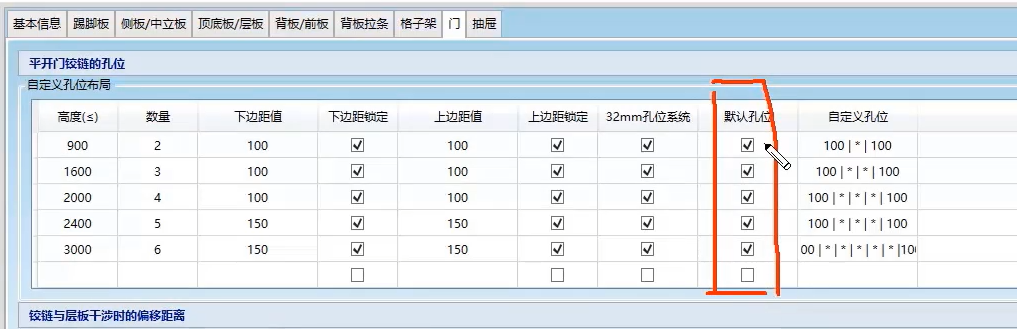 基本信息 踢脚板 侧板/中立板 顶底板/层板 背板/前板 背板拉条 格子架 门 抽屉
平开门铰链的孔位
自定义孔位布局
高度(≤) 数量 下边距值 下边距锁定 上边距值 上边距锁定 32mm孔位系统 默认孔位 自定义孔位
900 2 100 100 100 | * | 100
1600 3 100 100 100 | * | * | 100
2000 4 100 100 100 | * | * | * | 100
2400 5 150 150 100 | * | * | * | 100
3000 6 150 150 00 | * | * | * | * | * |10
铰链与层板干涉时的偏移距离